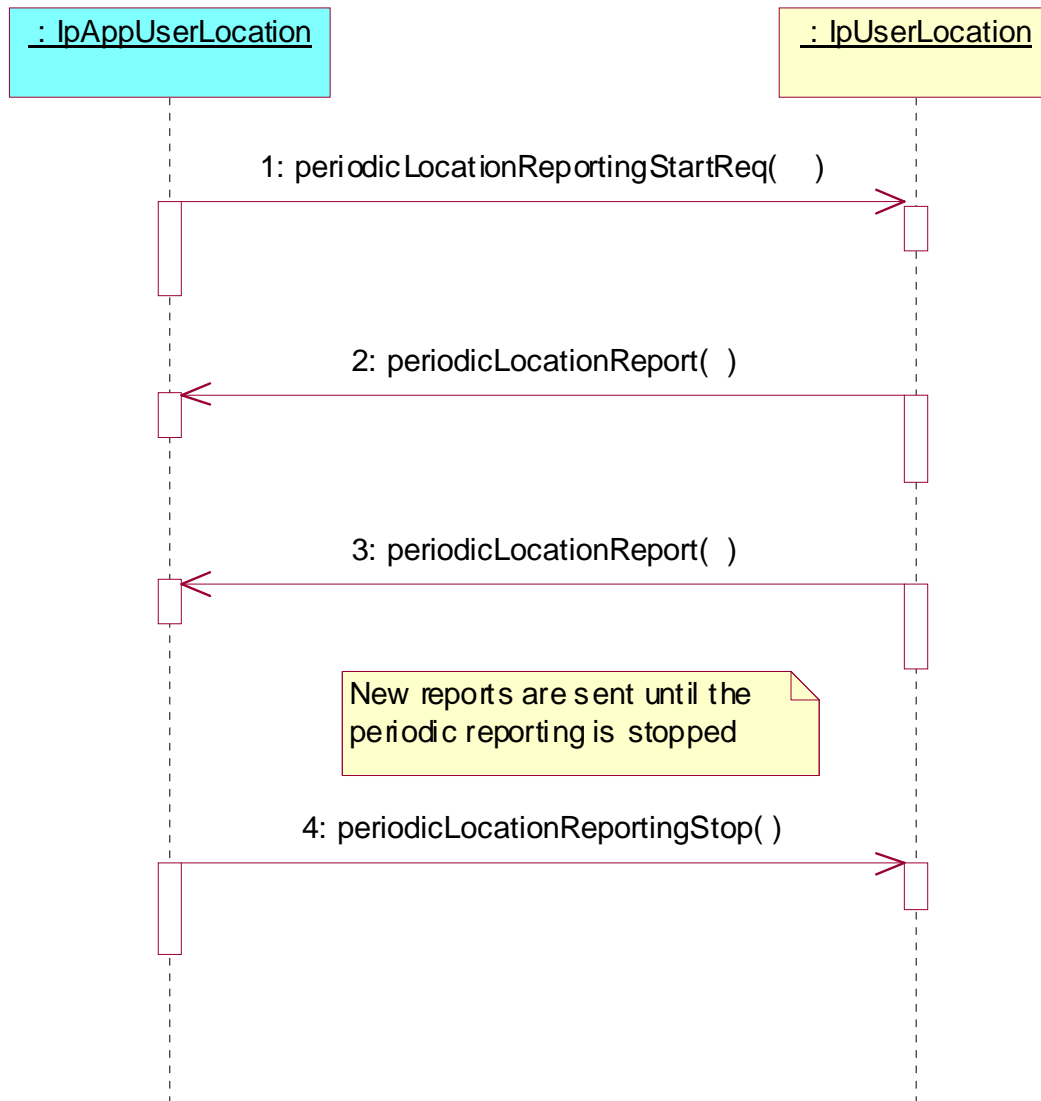 : IpAppUserLocation
: IpUserLocation
1: periodicLocationReportingStartReq( )
2: periodicLocationReport( )
3: periodicLocationReport( )
New reports are sent until the
periodic reporting is stopped
4: periodicLocationReportingStop( )